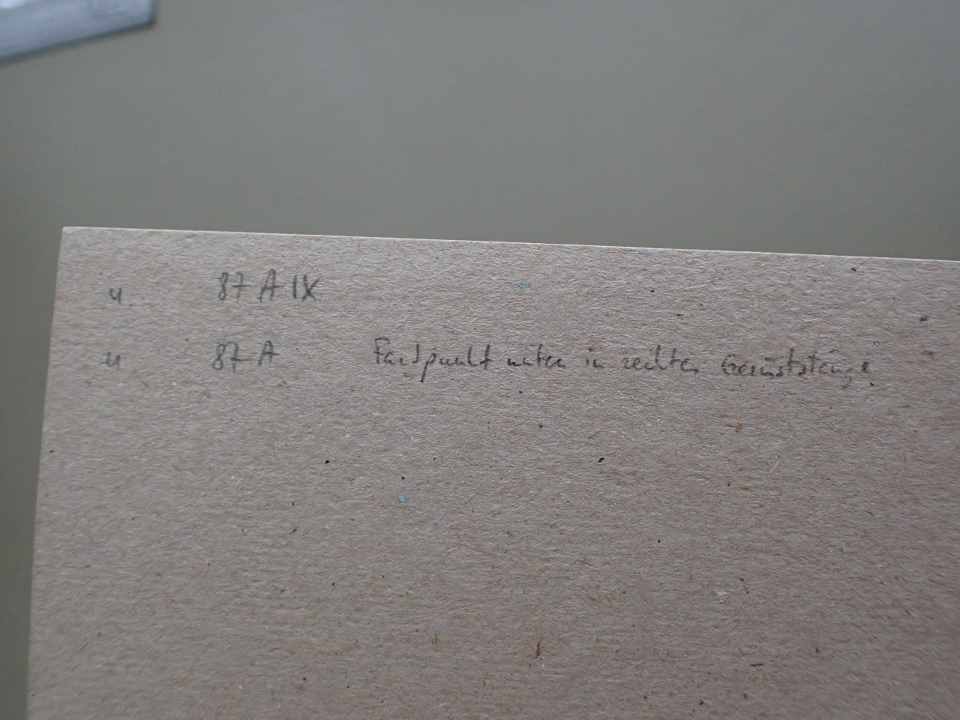 u. 87 A IX
u 87 A Farbpunkt unten in rechter Gerüststange